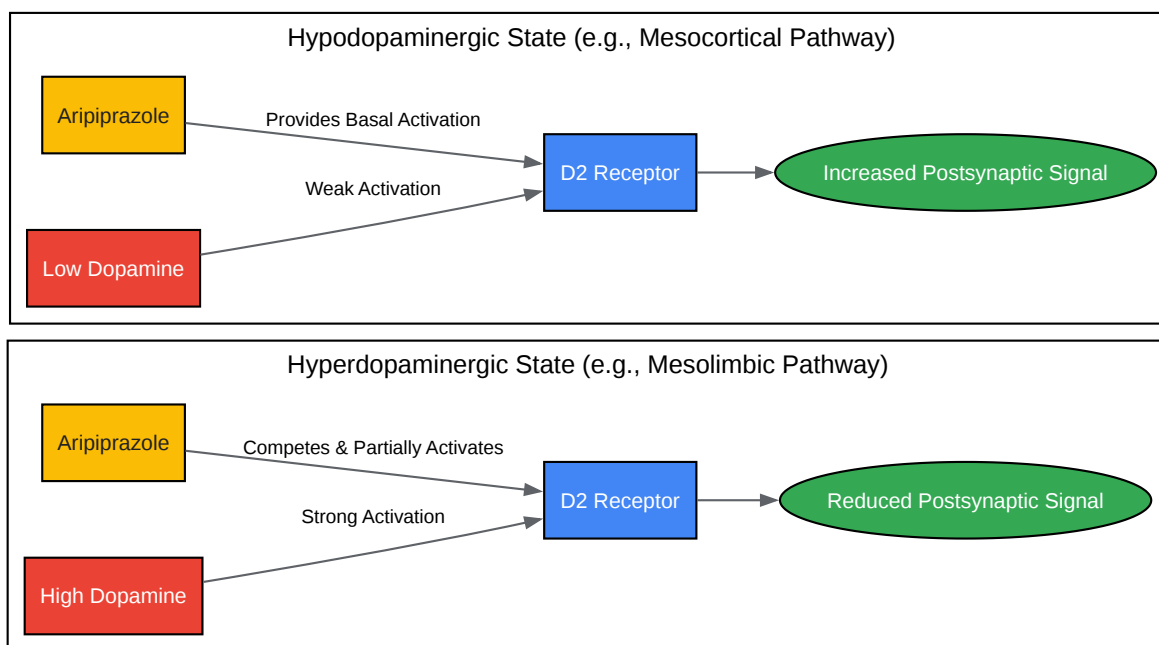 Hypodopaminergic State (e.g., Mesocortical Pathway)
Aripiprazole
Provides Basal Activation
D2 Receptor
Increased Postsynaptic Signal
Weak Activation
Low Dopamine
Hyperdopaminergic State (e.g., Mesolimbic Pathway)
Aripiprazole
Competes & Partially Activates
D2 Receptor
Reduced Postsynaptic Signal
Strong Activation
High Dopamine